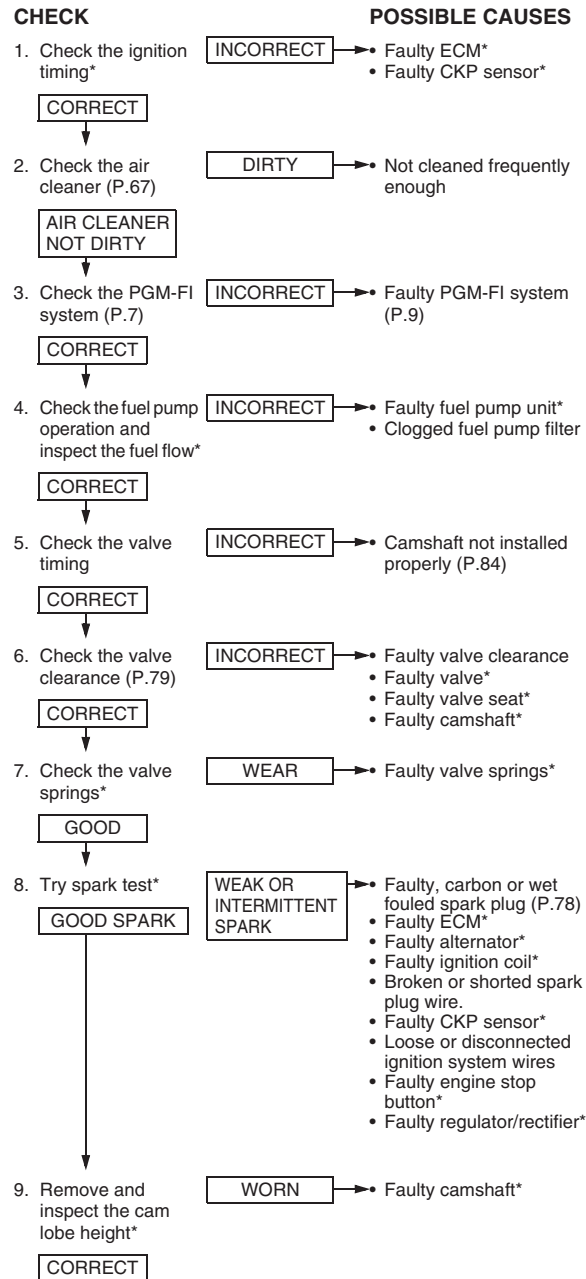 CHECK
POSSIBLE CAUSES
1. Check the ignition
timing*
INCORRECT
• Faulty ECM*
• Faulty CKP sensor*
CORRECT
2. Check the air
cleaner (P.67)
DIRTY
• Not cleaned frequently
enough
AIR CLEANER
NOT DIRTY
3. Check the PGM-FI
system (P.7)
INCORRECT
• Faulty PGM-FI system
(P.9)
CORRECT
4. Check the fuel pump
operation and
inspect the fuel flow*
INCORRECT
• Faulty fuel pump unit*
• Clogged fuel pump filter
CORRECT
5. Check the valve
timing
INCORRECT
• Camshaft not installed
properly (P.84)
CORRECT
6. Check the valve
clearance (P.79)
INCORRECT
• Faulty valve clearance
• Faulty valve*
• Faulty valve seat*
• Faulty camshaft*
CORRECT
7. Check the valve
springs*
WEAR
• Faulty valve springs*
GOOD
8. Try spark test*
WEAK OR
INTERMITTENT
SPARK
• Faulty, carbon or wet
fouled spark plug (P.78)
• Faulty ECM*
• Faulty alternator*
• Faulty ignition coil*
• Broken or shorted spark
plug wire.
• Faulty CKP sensor*
• Loose or disconnected
ignition system wires
• Faulty engine stop
button*
• Faulty regulator/rectifier*
GOOD SPARK
9. Remove and
inspect the cam
lobe height*
WORN
• Faulty camshaft*
CORRECT